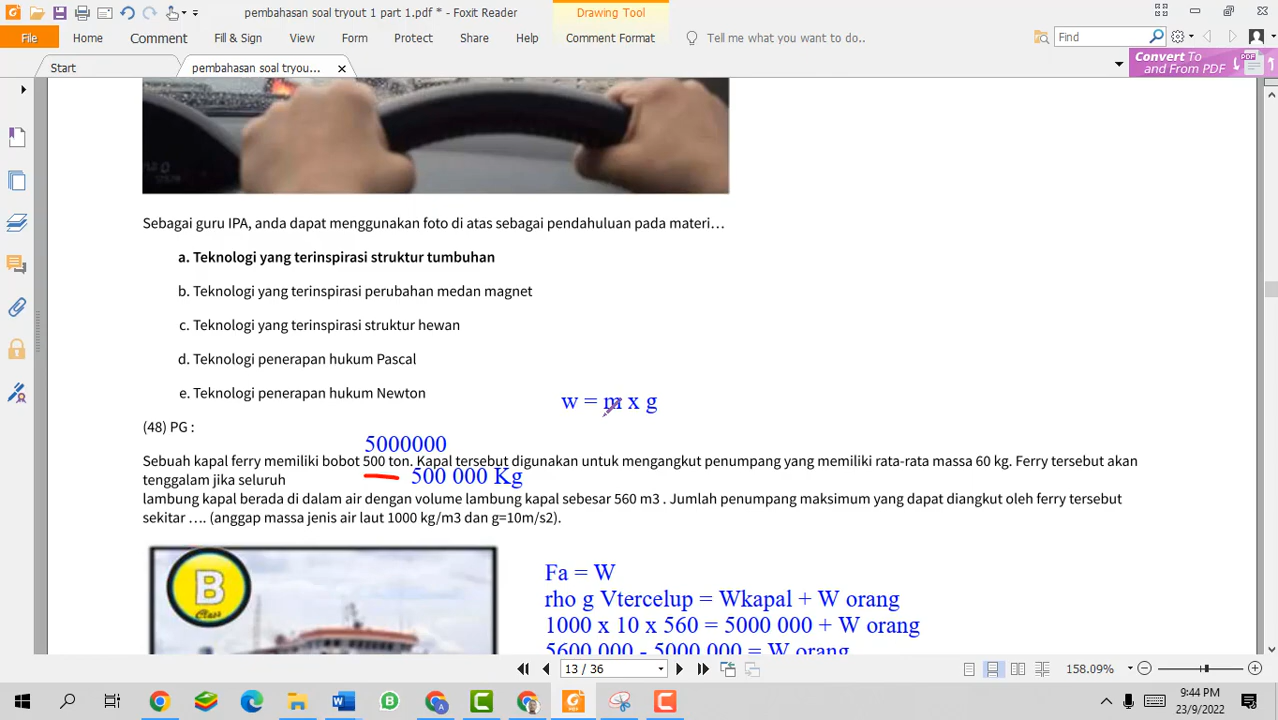 pembahasan soal tryout 1 part 1.pdf * - Foxit Reader
Drawing Tool
File
Home
Comment
Fill & Sign
View
Form
Protect
Share
Help
Comment Format
Tell me what you want to do..
Find
Start
pembahasan soal tryou...
Convert To
and From PDF
PDF
Sebagai guru IPA, anda dapat menggunakan foto di atas sebagai pendahuluan pada materi…
a. Teknologi yang terinspirasi struktur tumbuhan
b. Teknologi yang terinspirasi perubahan medan magnet
c. Teknologi yang terinspirasi struktur hewan
d. Teknologi penerapan hukum Pascal
e. Teknologi penerapan hukum Newton
w = m x g
(48) PG :
5000000
Sebuah kapal ferry memiliki bobot 500 ton. Kapal tersebut digunakan untuk mengangkut penumpang yang memiliki rata-rata massa 60 kg. Ferry tersebut akan
tenggalam jika seluruh
500 000 Kg
lambung kapal berada di dalam air dengan volume lambung kapal sebesar 560 m3 . Jumlah penumpang maksimum yang dapat diangkut oleh ferry tersebut
sekitar …. (anggap massa jenis air laut 1000 kg/m3 dan g=10m/s2).
B
Class
Fa = W
rho g Vtercelup = Wkapal + W orang
1000 x 10 x 560 = 5000 000 + W orang
5600 000 - 5000 000 = W orang
13 / 36
158.09%
9:44 PM
23/9/2022